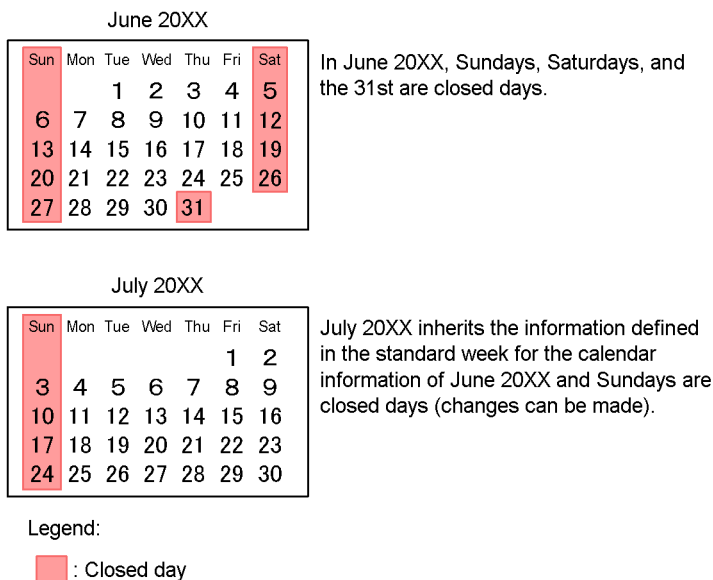 June 20XX
Sun Mon Tue Wed Thu Fri Sat
1 2 3 4 5
6 7 8 9 10 11 12
13 14 15 16 17 18 19
20 21 22 23 24 25 26
27 28 29 30 31
In June 20XX, Sundays, Saturdays, and
the 31st are closed days.
July 20XX
Sun Mon Tue Wed Thu Fri Sat
1 2
3 4 5 6 7 8 9
10 11 12 13 14 15 16
17 18 19 20 21 22 23
24 25 26 27 28 29 30
July 20XX inherits the information defined
in the standard week for the calendar
information of June 20XX and Sundays are
closed days (changes can be made).
Legend:
: Closed day